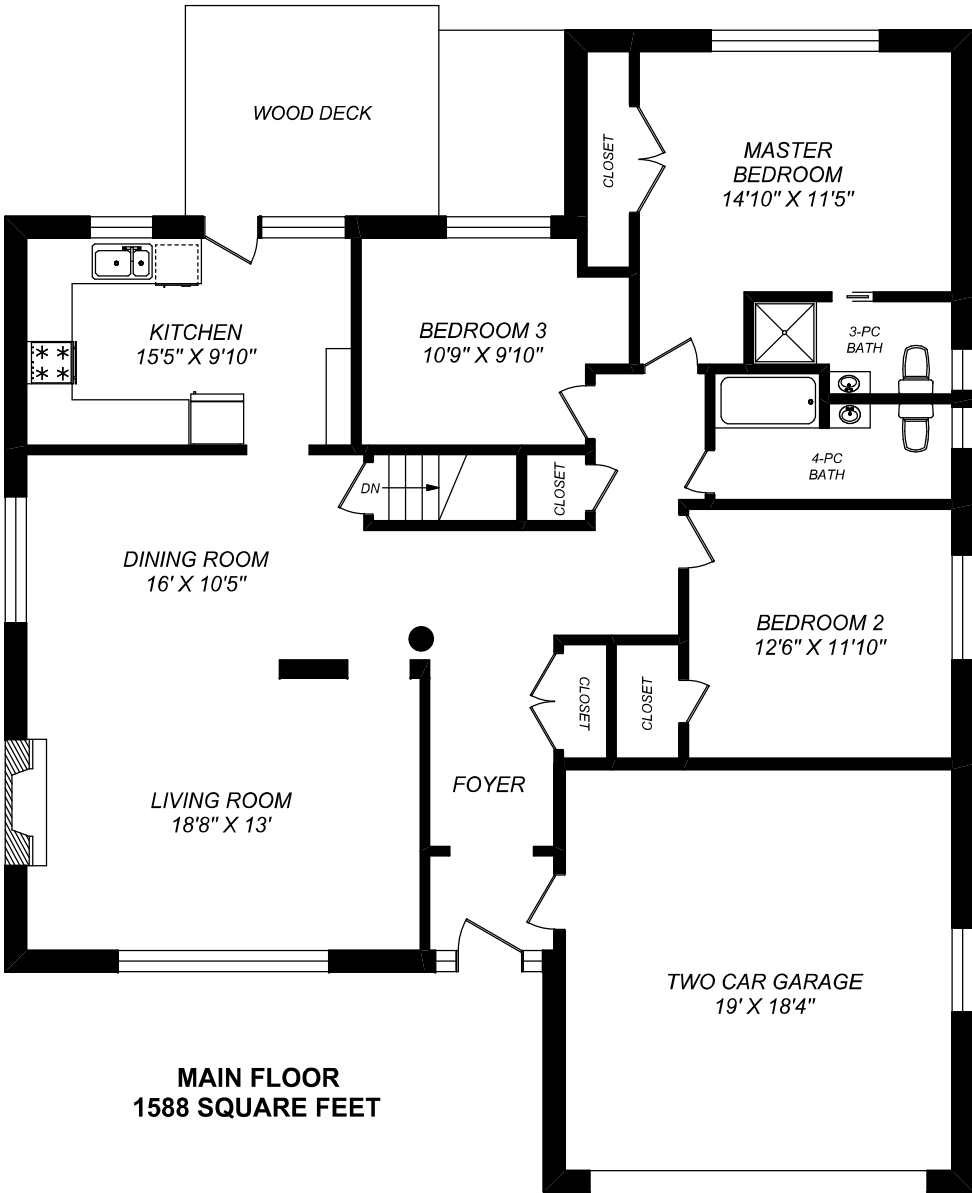 WOOD DECK
CLOSET
MASTER
BEDROOM
14'10" X 11'5"
KITCHEN
15'5" X 9'10"
BEDROOM 3
10'9" X 9'10"
3-PC
BATH
4-PC
BATH
DN
CLOSET
DINING ROOM
16' X 10'5"
BEDROOM 2
12'6" X 11'10"
CLOSET
CLOSET
FOYER
LIVING ROOM
18'8" X 13'
TWO CAR GARAGE
19' X 18'4"
MAIN FLOOR
1588 SQUARE FEET